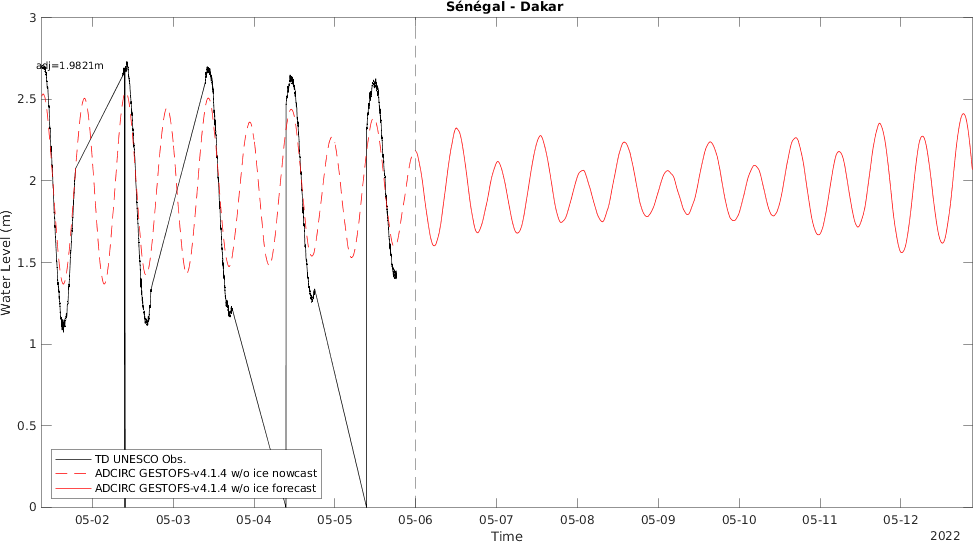 Sénégal - Dakar
adj=1.9821m
Water Level (m)
3
2.5
2
1.5
1
0.5
0
TD UNESCO Obs.
ADCIRC GESTOFS-v4.1.4 w/o ice nowcast
ADCIRC GESTOFS-v4.1.4 w/o ice forecast
05-02 05-03 05-04 05-05 05-06 05-07 05-08 05-09 05-10 05-11 05-12
Time
2022